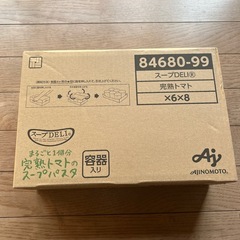 84680-99
スープDELI®
完熟トマト
×6×8
スープDELI®
まるごと1個分
完熟トマトの
スープパスタ
容器
入り
Aj
AJINOMOTO